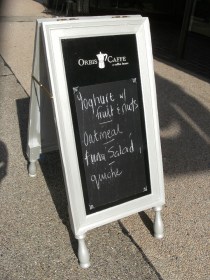 ORBIS CAFFE
Yoghurt w/
fruit & nuts
Oatmeal
Tuna Salad
quiche